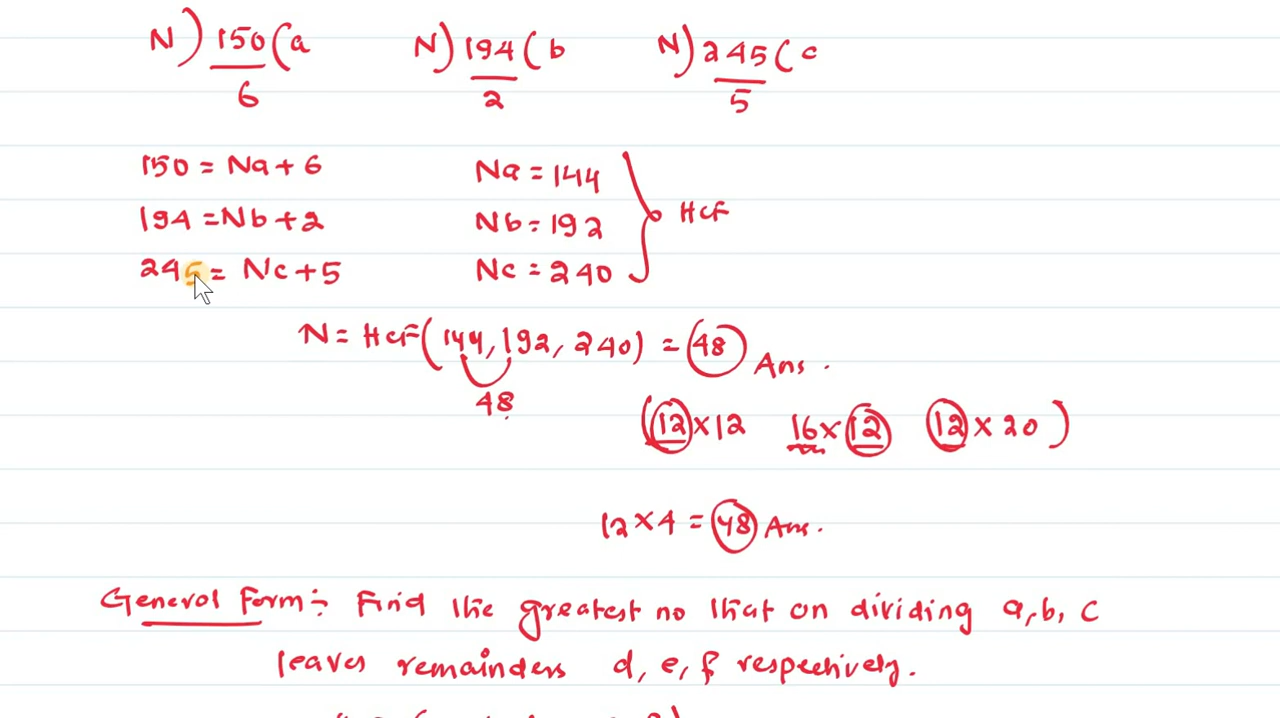 N) 150 ( a N) 194 ( b N) 245 ( c
6 2 5
150 = Na + 6 Na = 144
194 = Nb + 2 Nb = 192 HCF
245 = Nc + 5 Nc = 240
N = HCF (144, 192, 240) = 48 Ans.
48
(12 × 12 16 × 12 12 × 20)
12 × 4 = 48 Ans.
General Form :- Find the greatest no that on dividing a, b, c
leaves remainders d, e, f respectively.